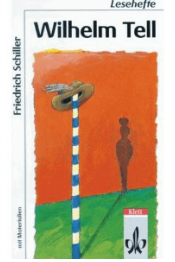 Lesehefte
Wilhelm Tell
Friedrich Schiller
mit Materialien
Klett